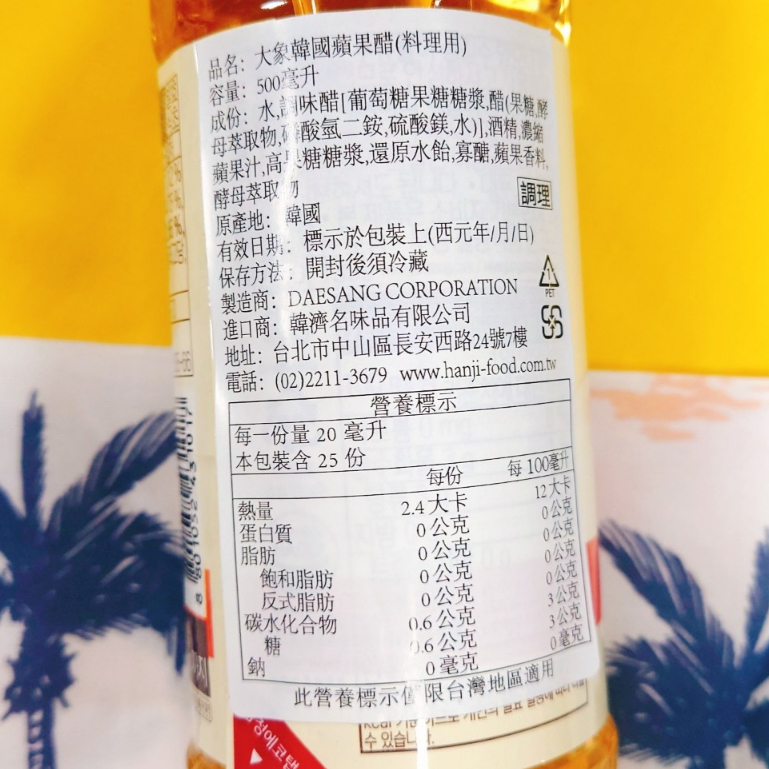 品名: 大象韓國蘋果醋(料理用)
容量: 500毫升
成份: 水,調味醋[葡萄糖果糖糖漿,醋(果糖,酵
母萃取物,磷酸氫二銨,硫酸鎂,水)],酒精,濃縮
蘋果汁,高果糖糖漿,還原水飴,寡醣,蘋果香料,
酵母萃取物
調理
原產地: 韓國
有效日期: 標示於包裝上(西元年/月/日)
保存方法: 開封後須冷藏
製造商: DAESANG CORPORATION
進口商: 韓濟名味品有限公司
地址: 台北市中山區長安西路24號7樓
電話: (02)2211-3679 www.hanji-food.com.tw
1
PET
營養標示
每一份量 20 毫升
本包裝含 25 份
每份 每 100毫升
熱量 2.4 大卡 12 大卡
蛋白質 0 公克 0 公克
脂肪 0 公克 0 公克
飽和脂肪 0 公克 0 公克
反式脂肪 0 公克 0 公克
碳水化合物 0.6 公克 3 公克
糖 0.6 公克 3 公克
鈉 0 毫克 0 毫克
此營養標示僅限台灣地區適用
수 있습니다.